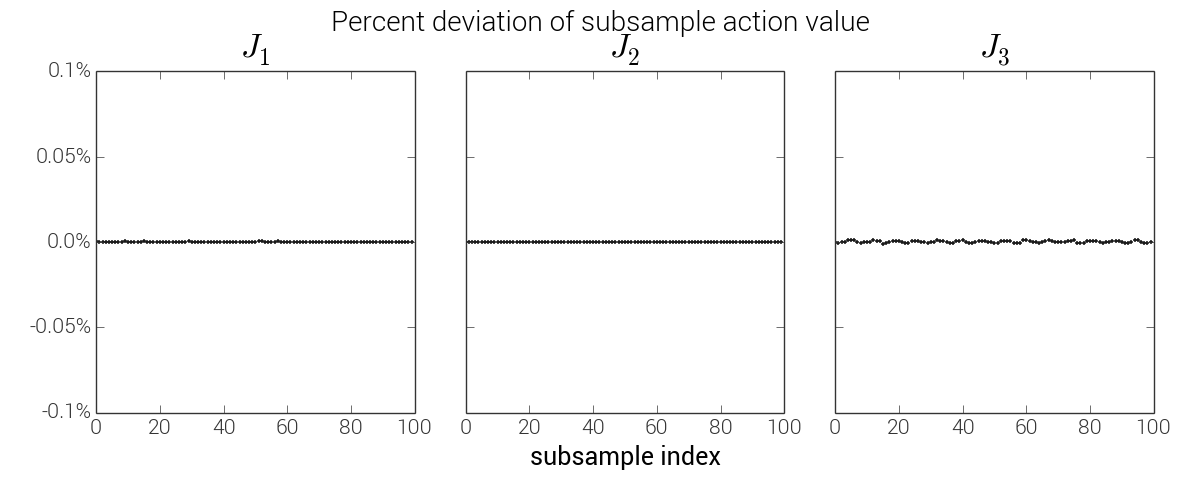 Percent deviation of subsample action value
J1 J2 J3
0.1%
0.05%
0.0%
-0.05%
-0.1%
0 20 40 60 80 100 0 20 40 60 80 100 0 20 40 60 80 100
subsample index